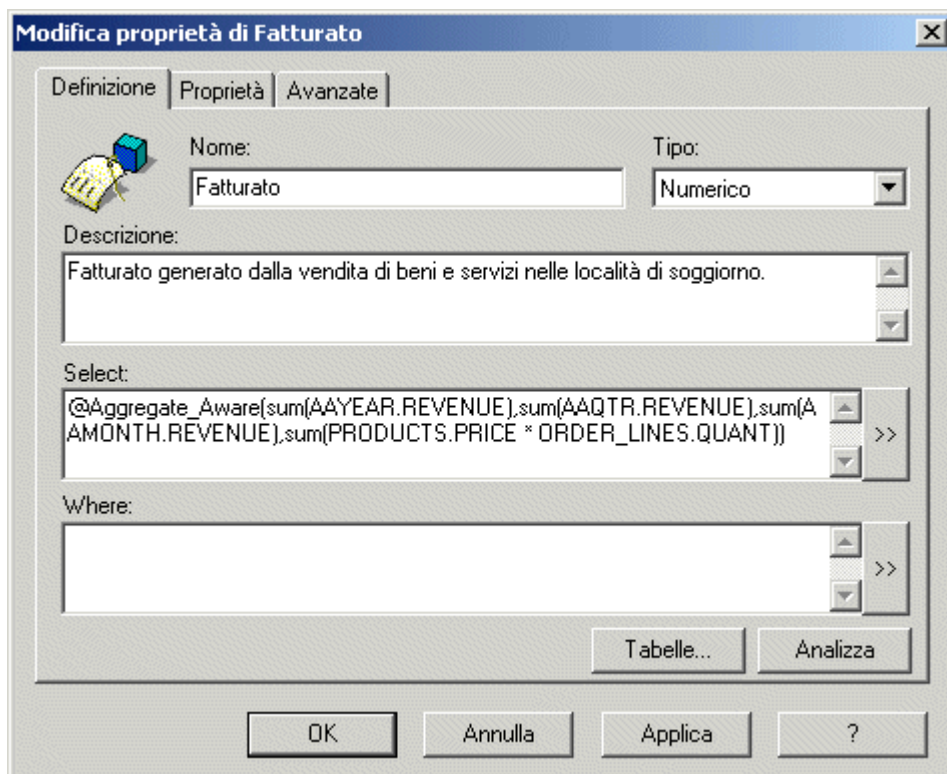 Modifica proprietà di Fatturato
Definizione Proprietà Avanzate
Nome: Tipo:
Fatturato Numerico
Descrizione:
Fatturato generato dalla vendita di beni e servizi nelle località di soggiorno.
Select:
@Aggregate_Aware(sum(AAYEAR.REVENUE),sum(AAQTR.REVENUE),sum(A
AMONTH.REVENUE),sum(PRODUCTS.PRICE * ORDER_LINES.QUANT))
>>
Where:
>>
Tabelle... Analizza
OK Annulla Applica ?